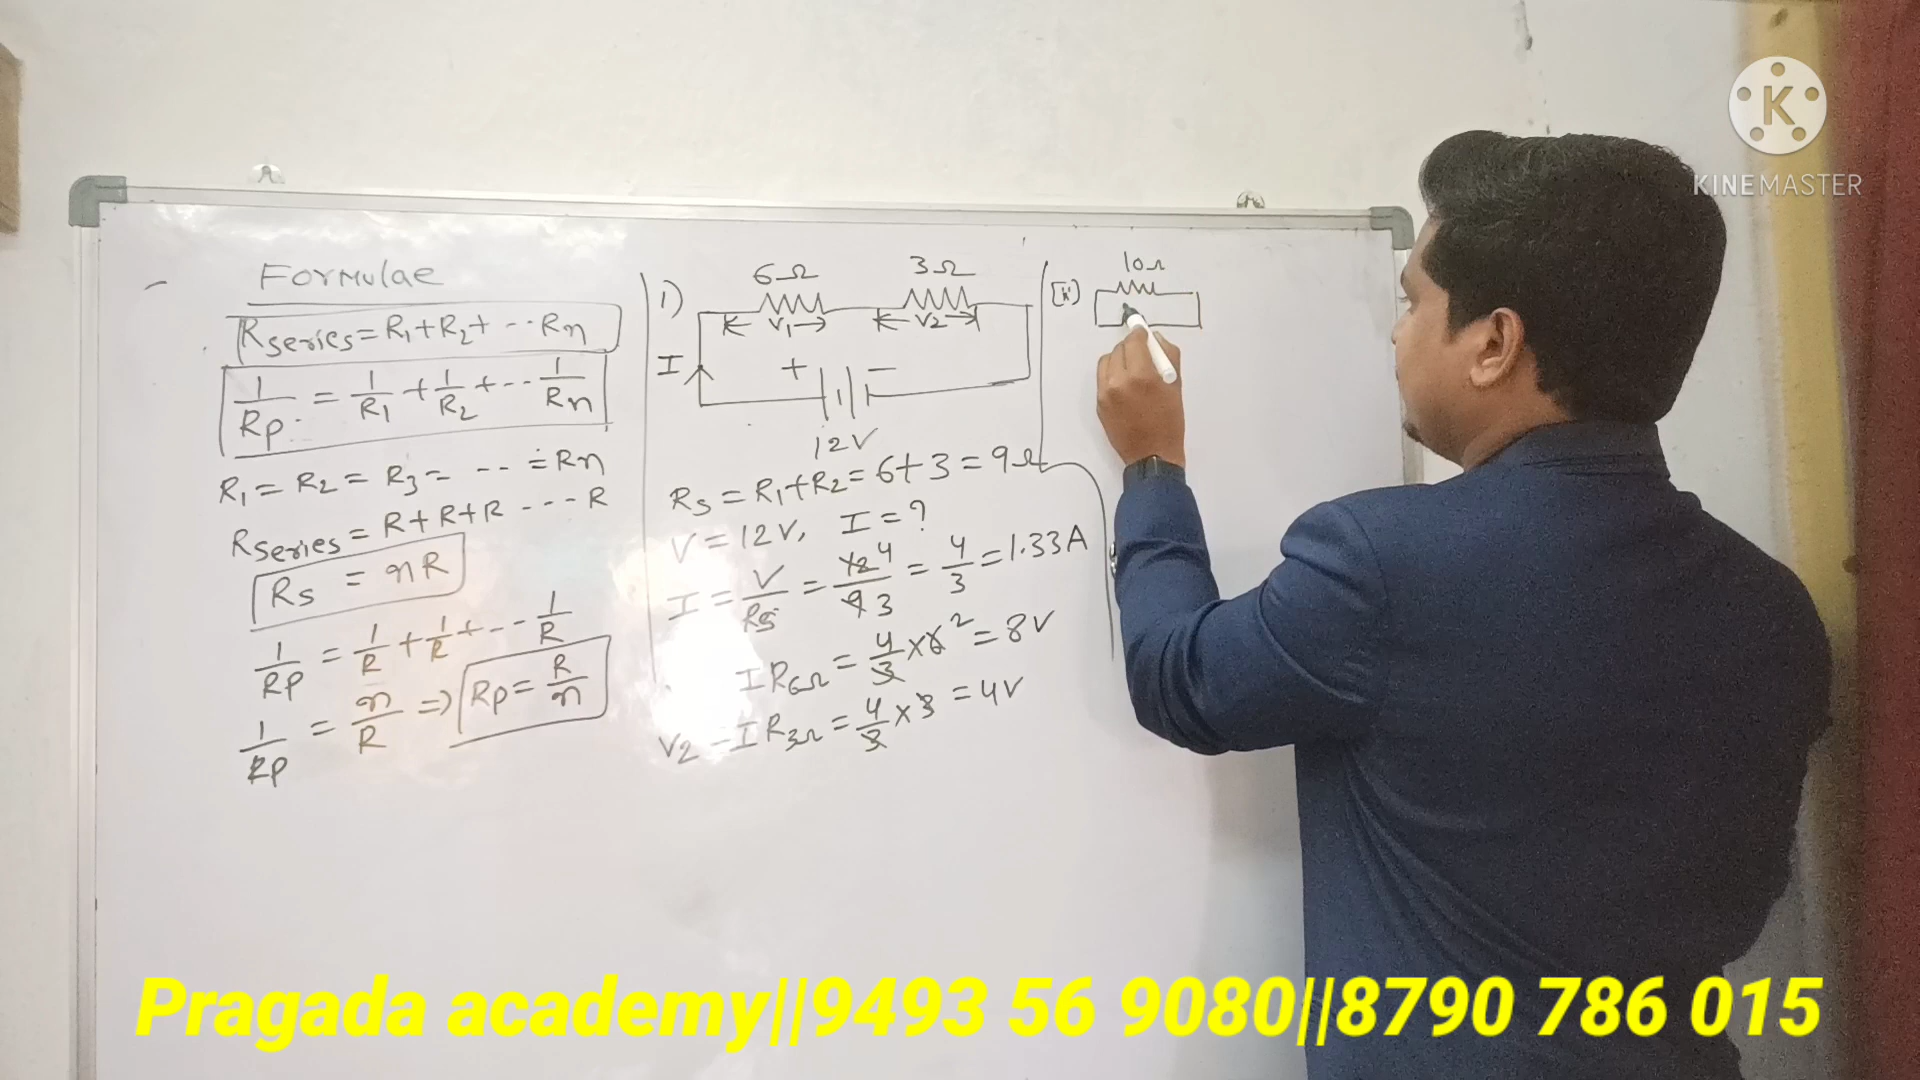 Formulae
Rseries = R1 + R2 + --- Rn
1/Rp = 1/R1 + 1/R2 + --- 1/Rn
R1 = R2 = R3 = --- = Rn
Rseries = R + R + R --- R
Rs = nR
1/Rp = 1/R + 1/R + --- 1/R
1/Rp = n/R => Rp = R/n
1)
6Ω 3Ω
V1 V2
I + −
12V
Rs = R1 + R2 = 6 + 3 = 9Ω
V = 12V, I = ?
I = V/Rs = 12 4/9 3 = 4/3 = 1.33A
IR6Ω = 4/3 × 6 2 = 8V
V2 = IR3Ω = 4/3 × 3 = 4V
10Ω
K
KINEMASTER
Pragada academy||9493 56 9080||8790 786 015